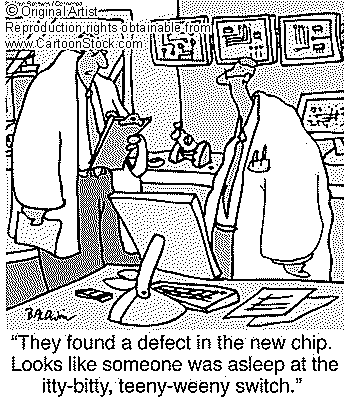 © Original Artist
Reproduction rights obtainable from
www.CartoonStock.com
"They found a defect in the new chip.
Looks like someone was asleep at the
itty-bitty, teeny-weeny switch."